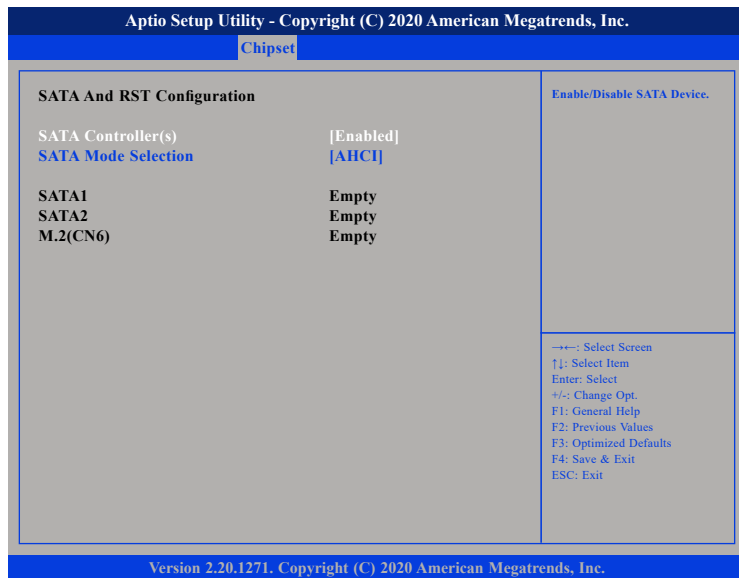 Aptio Setup Utility - Copyright (C) 2020 American Megatrends, Inc.
Chipset
SATA And RST Configuration
SATA Controller(s) [Enabled]
SATA Mode Selection [AHCI]
SATA1 Empty
SATA2 Empty
M.2(CN6) Empty
Enable/Disable SATA Device.
→←: Select Screen
↑↓: Select Item
Enter: Select
+/-: Change Opt.
F1: General Help
F2: Previous Values
F3: Optimized Defaults
F4: Save & Exit
ESC: Exit
Version 2.20.1271. Copyright (C) 2020 American Megatrends, Inc.